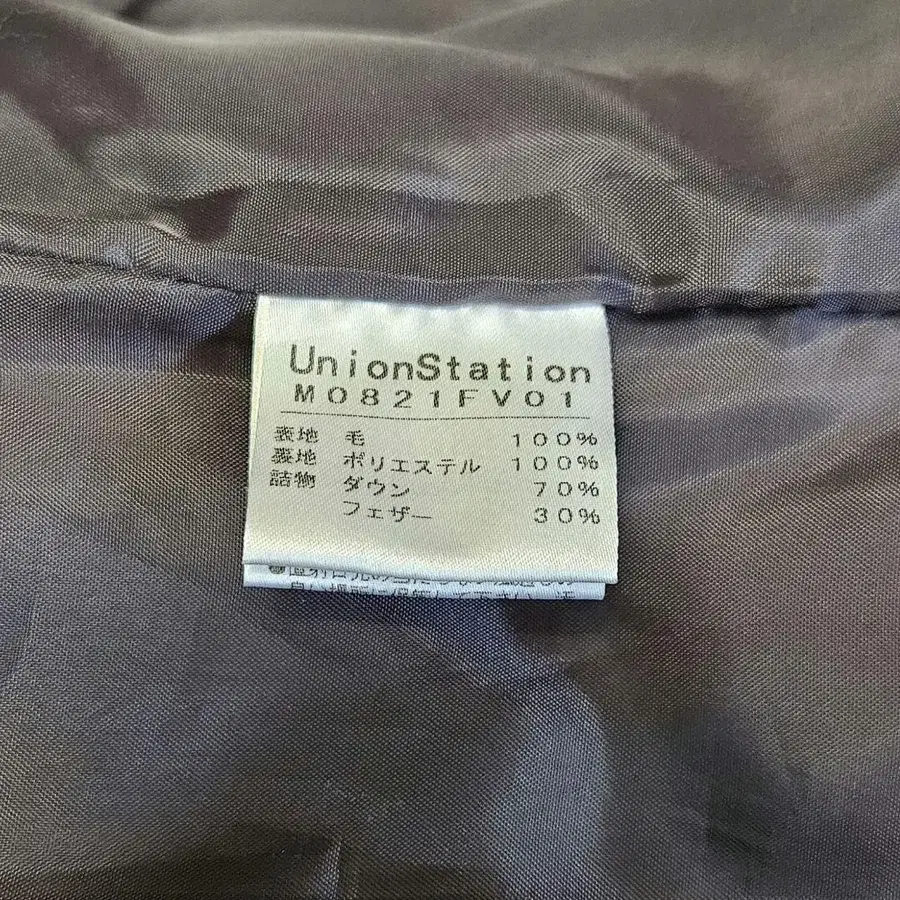 UnionStation
M0821FV01
表地 毛 100%
裏地 ポリエステル 100%
詰物 ダウン 70%
フェザー 30%